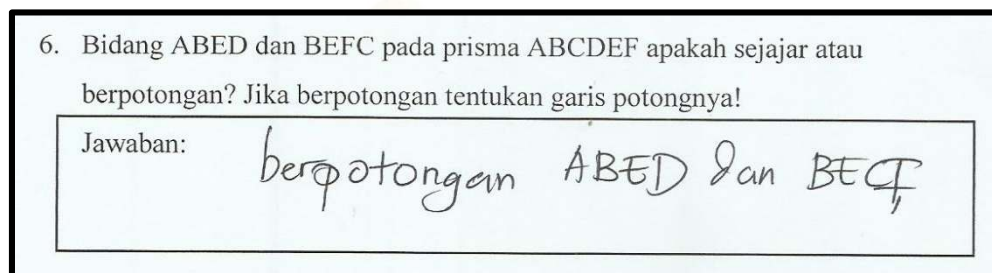 6. Bidang ABED dan BEFC pada prisma ABCDEF apakah sejajar atau
berpotongan? Jika berpotongan tentukan garis potongnya!
Jawaban:
berpotongan ABED dan